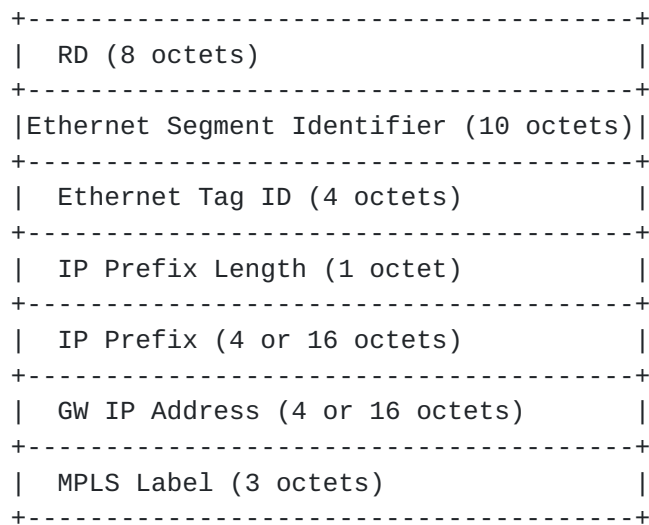 +---------------------------------------+
|  RD (8 octets)                        |
+---------------------------------------+
|Ethernet Segment Identifier (10 octets)|
+---------------------------------------+
|  Ethernet Tag ID (4 octets)           |
+---------------------------------------+
|  IP Prefix Length (1 octet)           |
+---------------------------------------+
|  IP Prefix (4 or 16 octets)           |
+---------------------------------------+
|  GW IP Address (4 or 16 octets)       |
+---------------------------------------+
|  MPLS Label (3 octets)                |
+---------------------------------------+